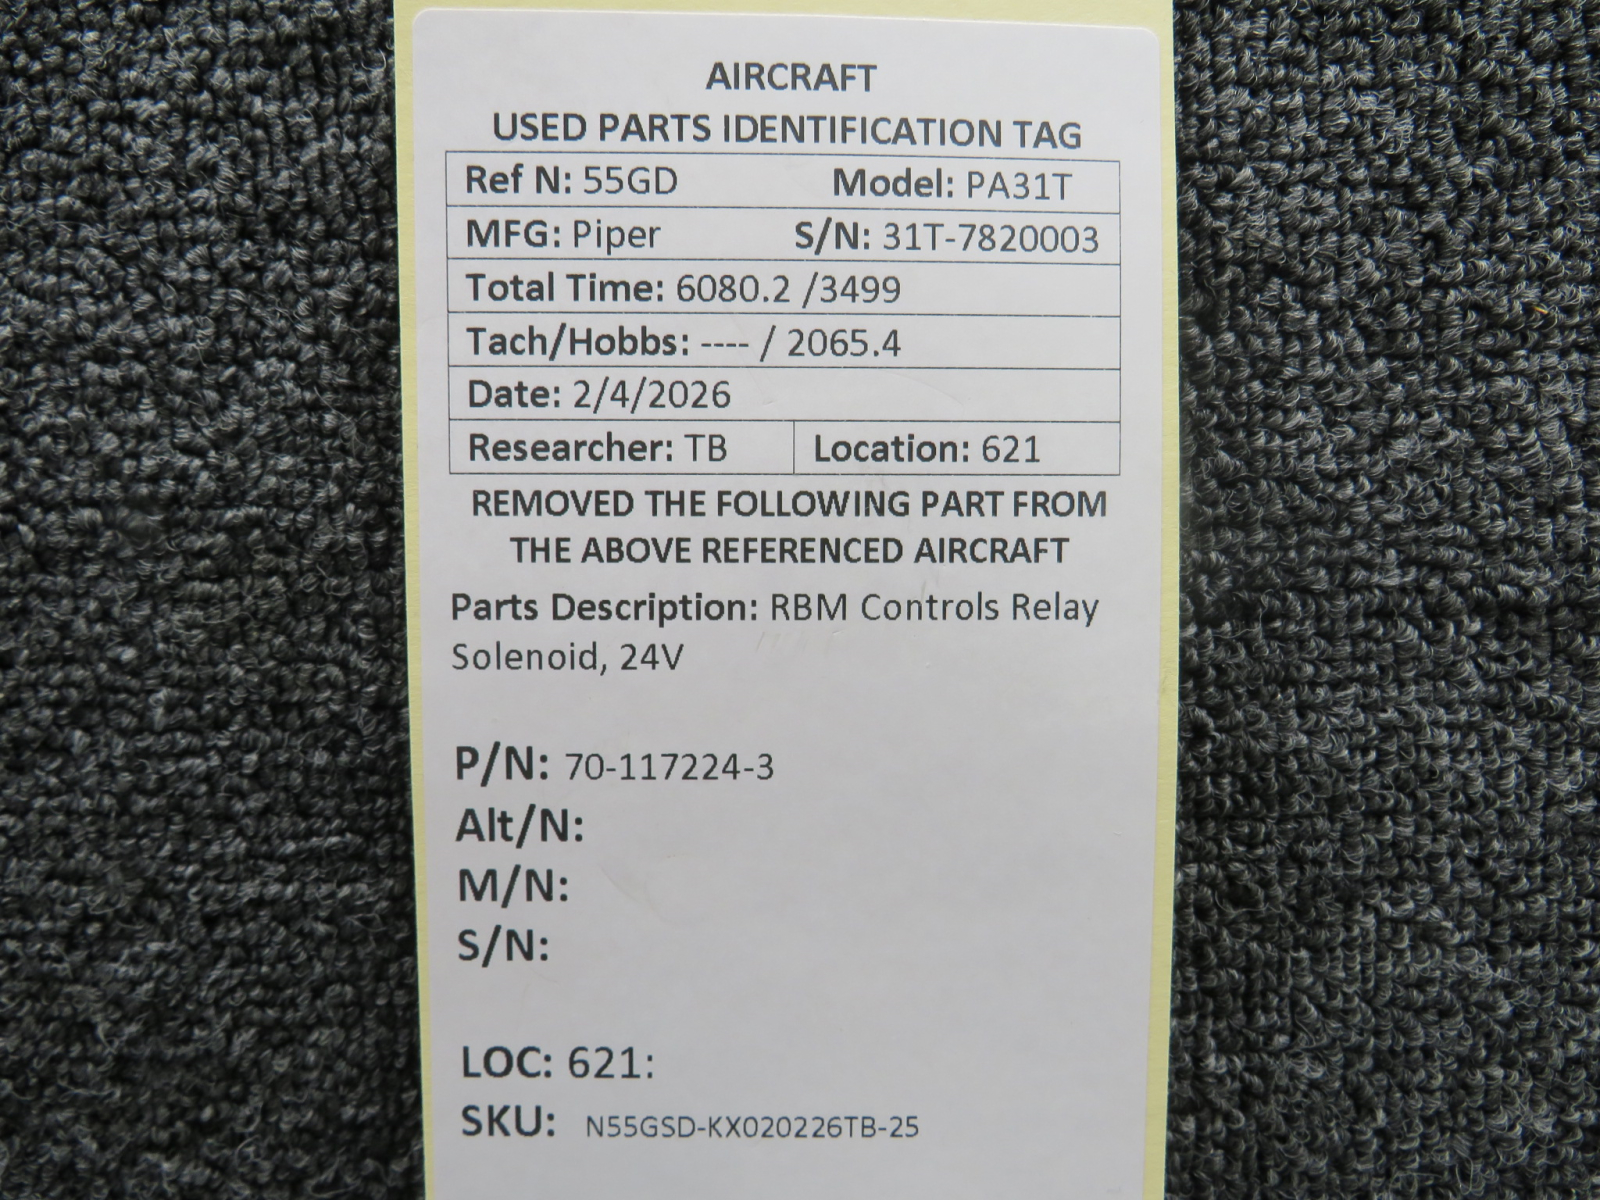 AIRCRAFT
USED PARTS IDENTIFICATION TAG
Ref N: 55GD Model: PA31T
MFG: Piper S/N: 31T-7820003
Total Time: 6080.2 /3499
Tach/Hobbs: ---- / 2065.4
Date: 2/4/2026
Researcher: TB Location: 621
REMOVED THE FOLLOWING PART FROM
THE ABOVE REFERENCED AIRCRAFT
Parts Description: RBM Controls Relay
Solenoid, 24V
P/N: 70-117224-3
Alt/N:
M/N:
S/N:
LOC: 621:
SKU: N55GSD-KX020226TB-25